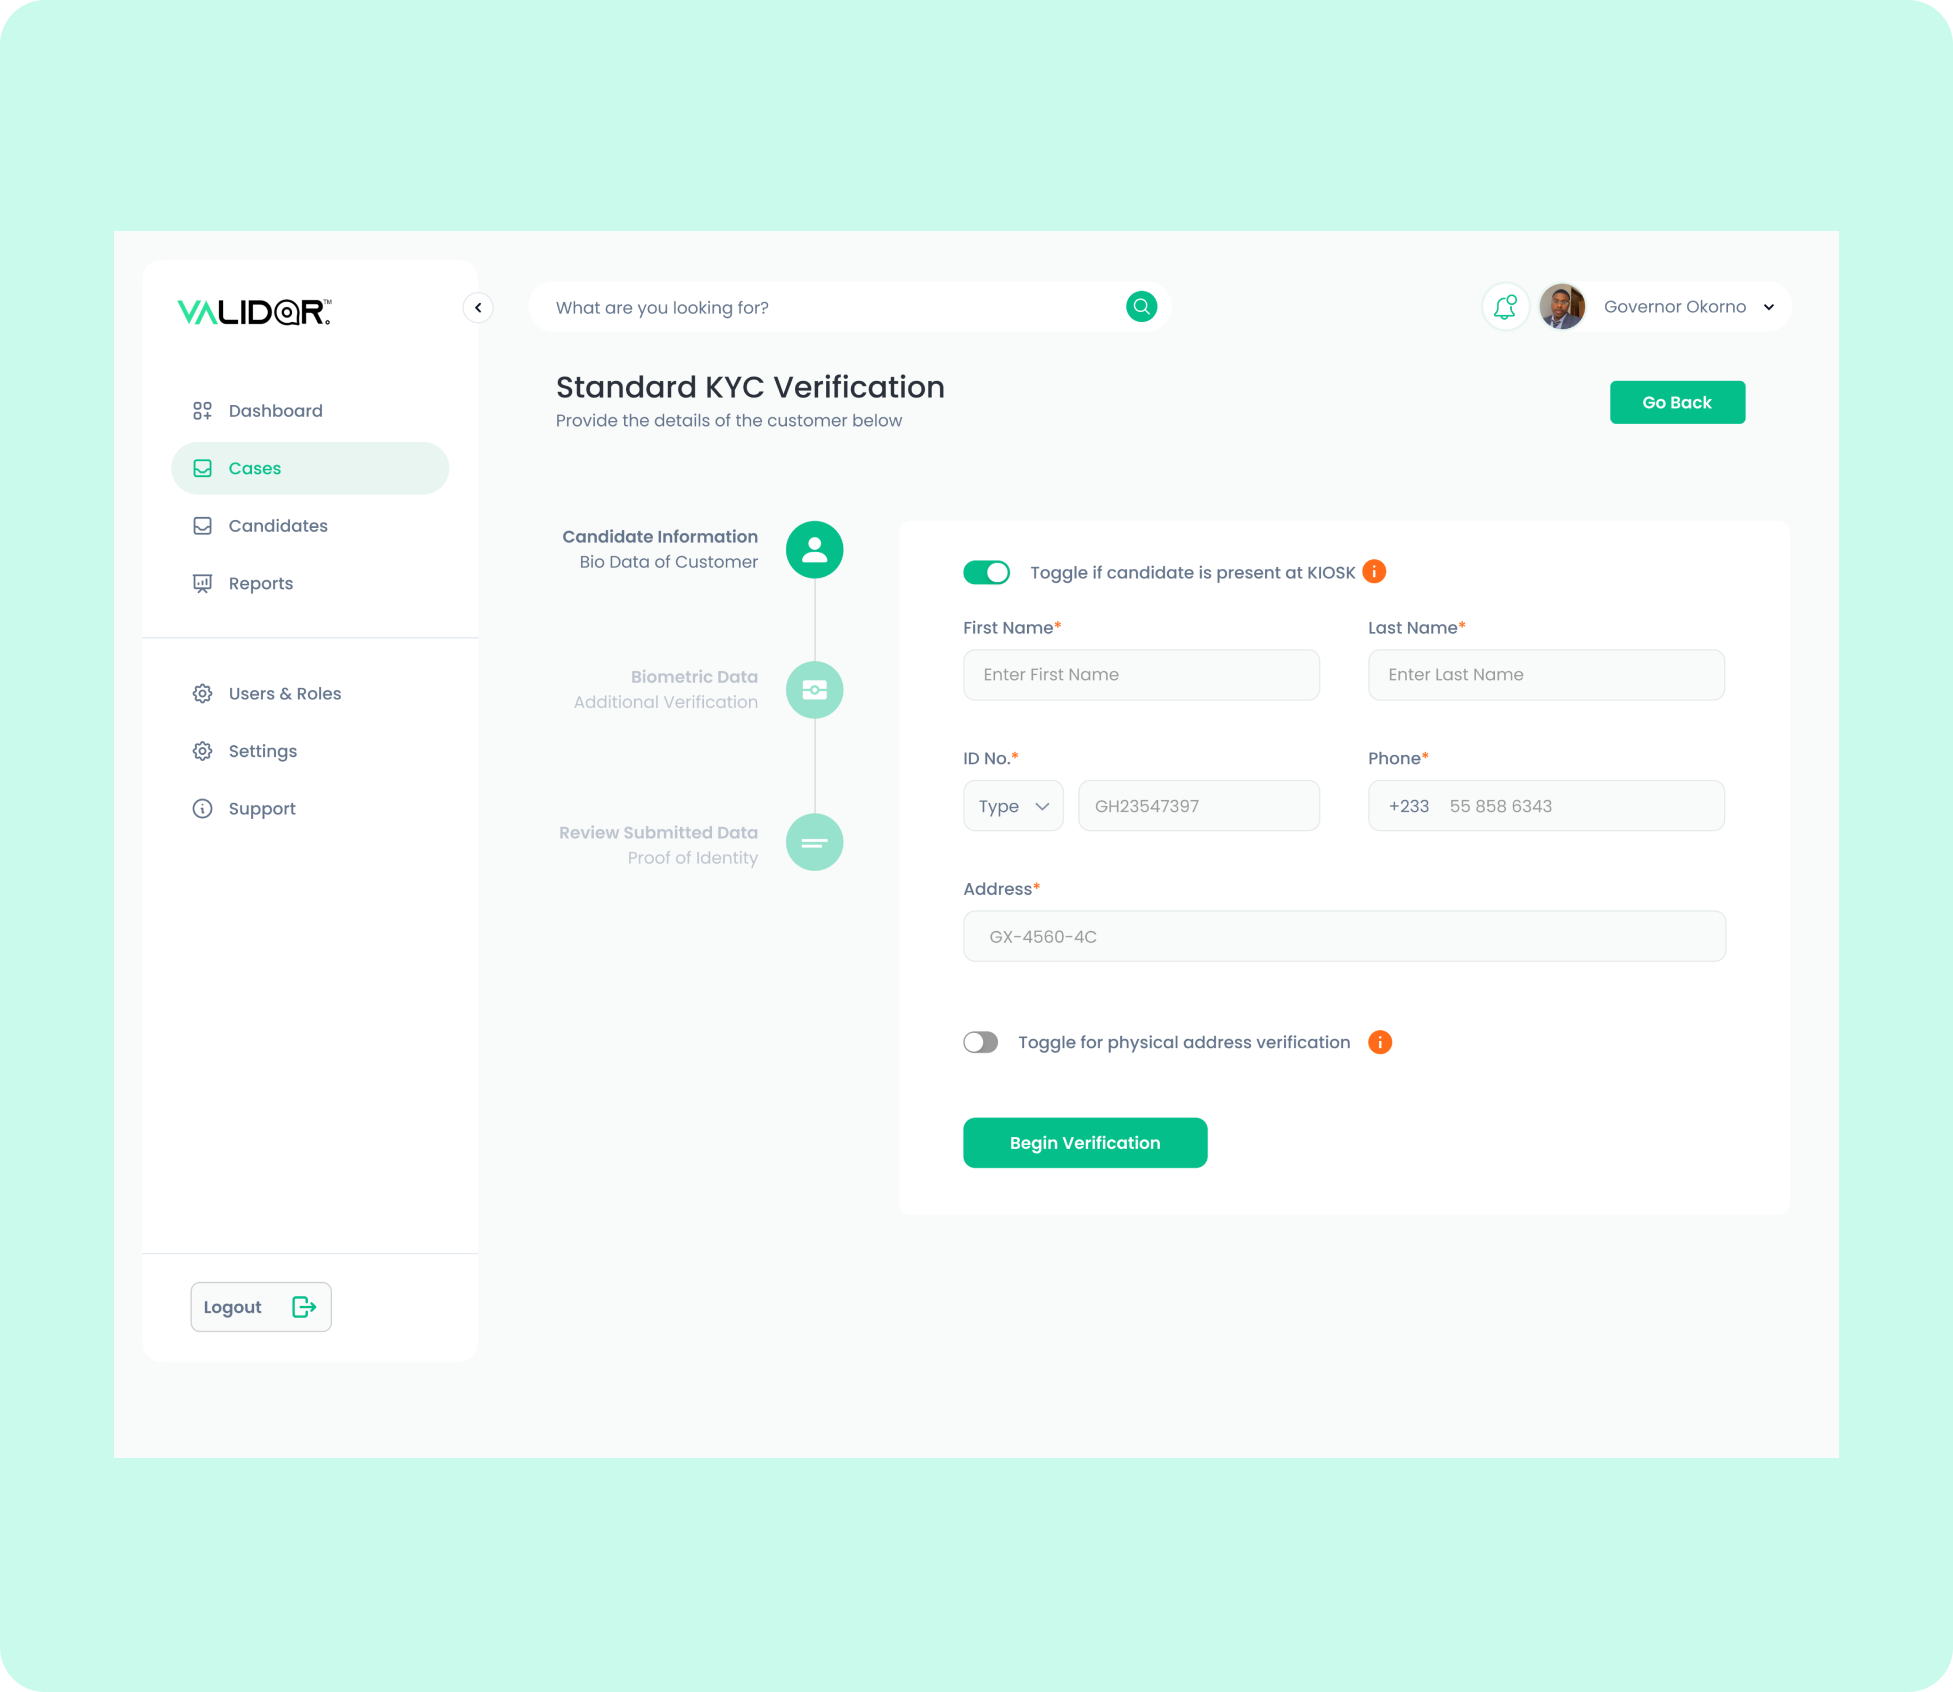 VALIDQR™
What are you looking for?
Governor Okorno
Standard KYC Verification
Provide the details of the customer below
Go Back
Dashboard
Cases
Candidates
Reports
Users & Roles
Settings
Support
Logout
Candidate Information
Bio Data of Customer
Biometric Data
Additional Verification
Review Submitted Data
Proof of Identity
Toggle if candidate is present at KIOSK
First Name*
Last Name*
Enter First Name
Enter Last Name
ID No.*
Phone*
Type GH23547397
+233 55 858 6343
Address*
GX-4560-4C
Toggle for physical address verification
Begin Verification